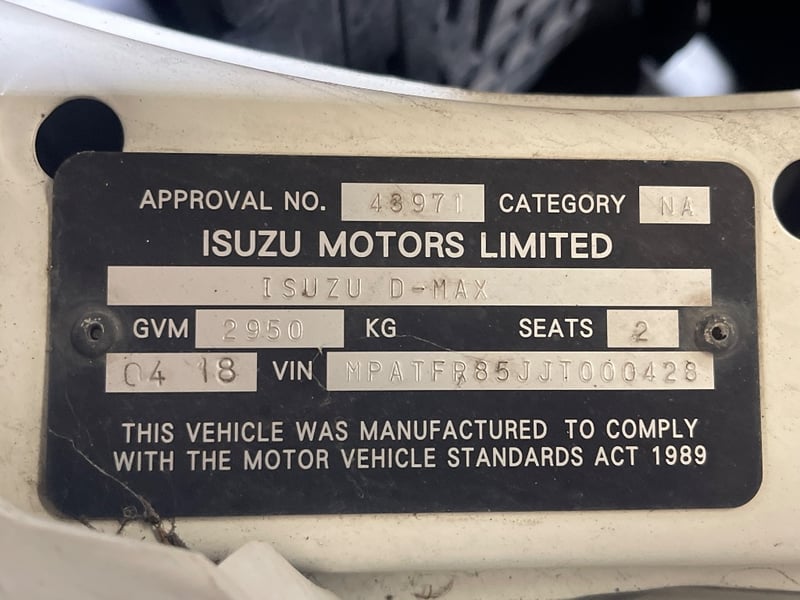 APPROVAL NO. 48971 CATEGORY NA
ISUZU MOTORS LIMITED
ISUZU D-MAX
GVM 2950 KG SEATS 2
04 18 VIN MPATFR85JJT000428
THIS VEHICLE WAS MANUFACTURED TO COMPLY
WITH THE MOTOR VEHICLE STANDARDS ACT 1989